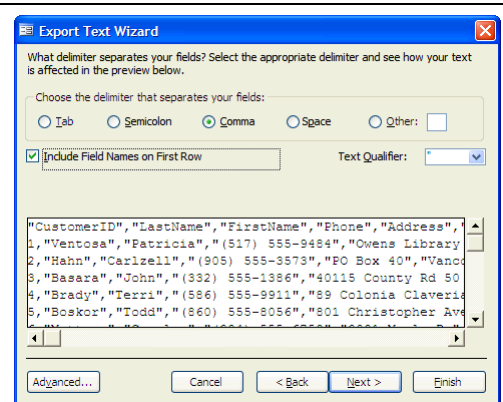 Export Text Wizard
What delimiter separates your fields? Select the appropriate delimiter and see how your text
is affected in the preview below.
Choose the delimiter that separates your fields:
Tab Semicolon Comma Space Other:
Include Field Names on First Row Text Qualifier: "
"CustomerID","LastName","FirstName","Phone","Address","
1,"Ventosa","Patricia","(517) 555-9484","Owens Library
2,"Hahn","Carlzell","(905) 555-3573","PO Box 40","Vanco
3,"Basara","John","(332) 555-1386","40115 County Rd 50
4,"Brady","Terri","(586) 555-9911","89 Colonia Claveria
5,"Boskor","Todd","(860) 555-8056","801 Christopher Ave
Advanced... Cancel < Back Next > Finish